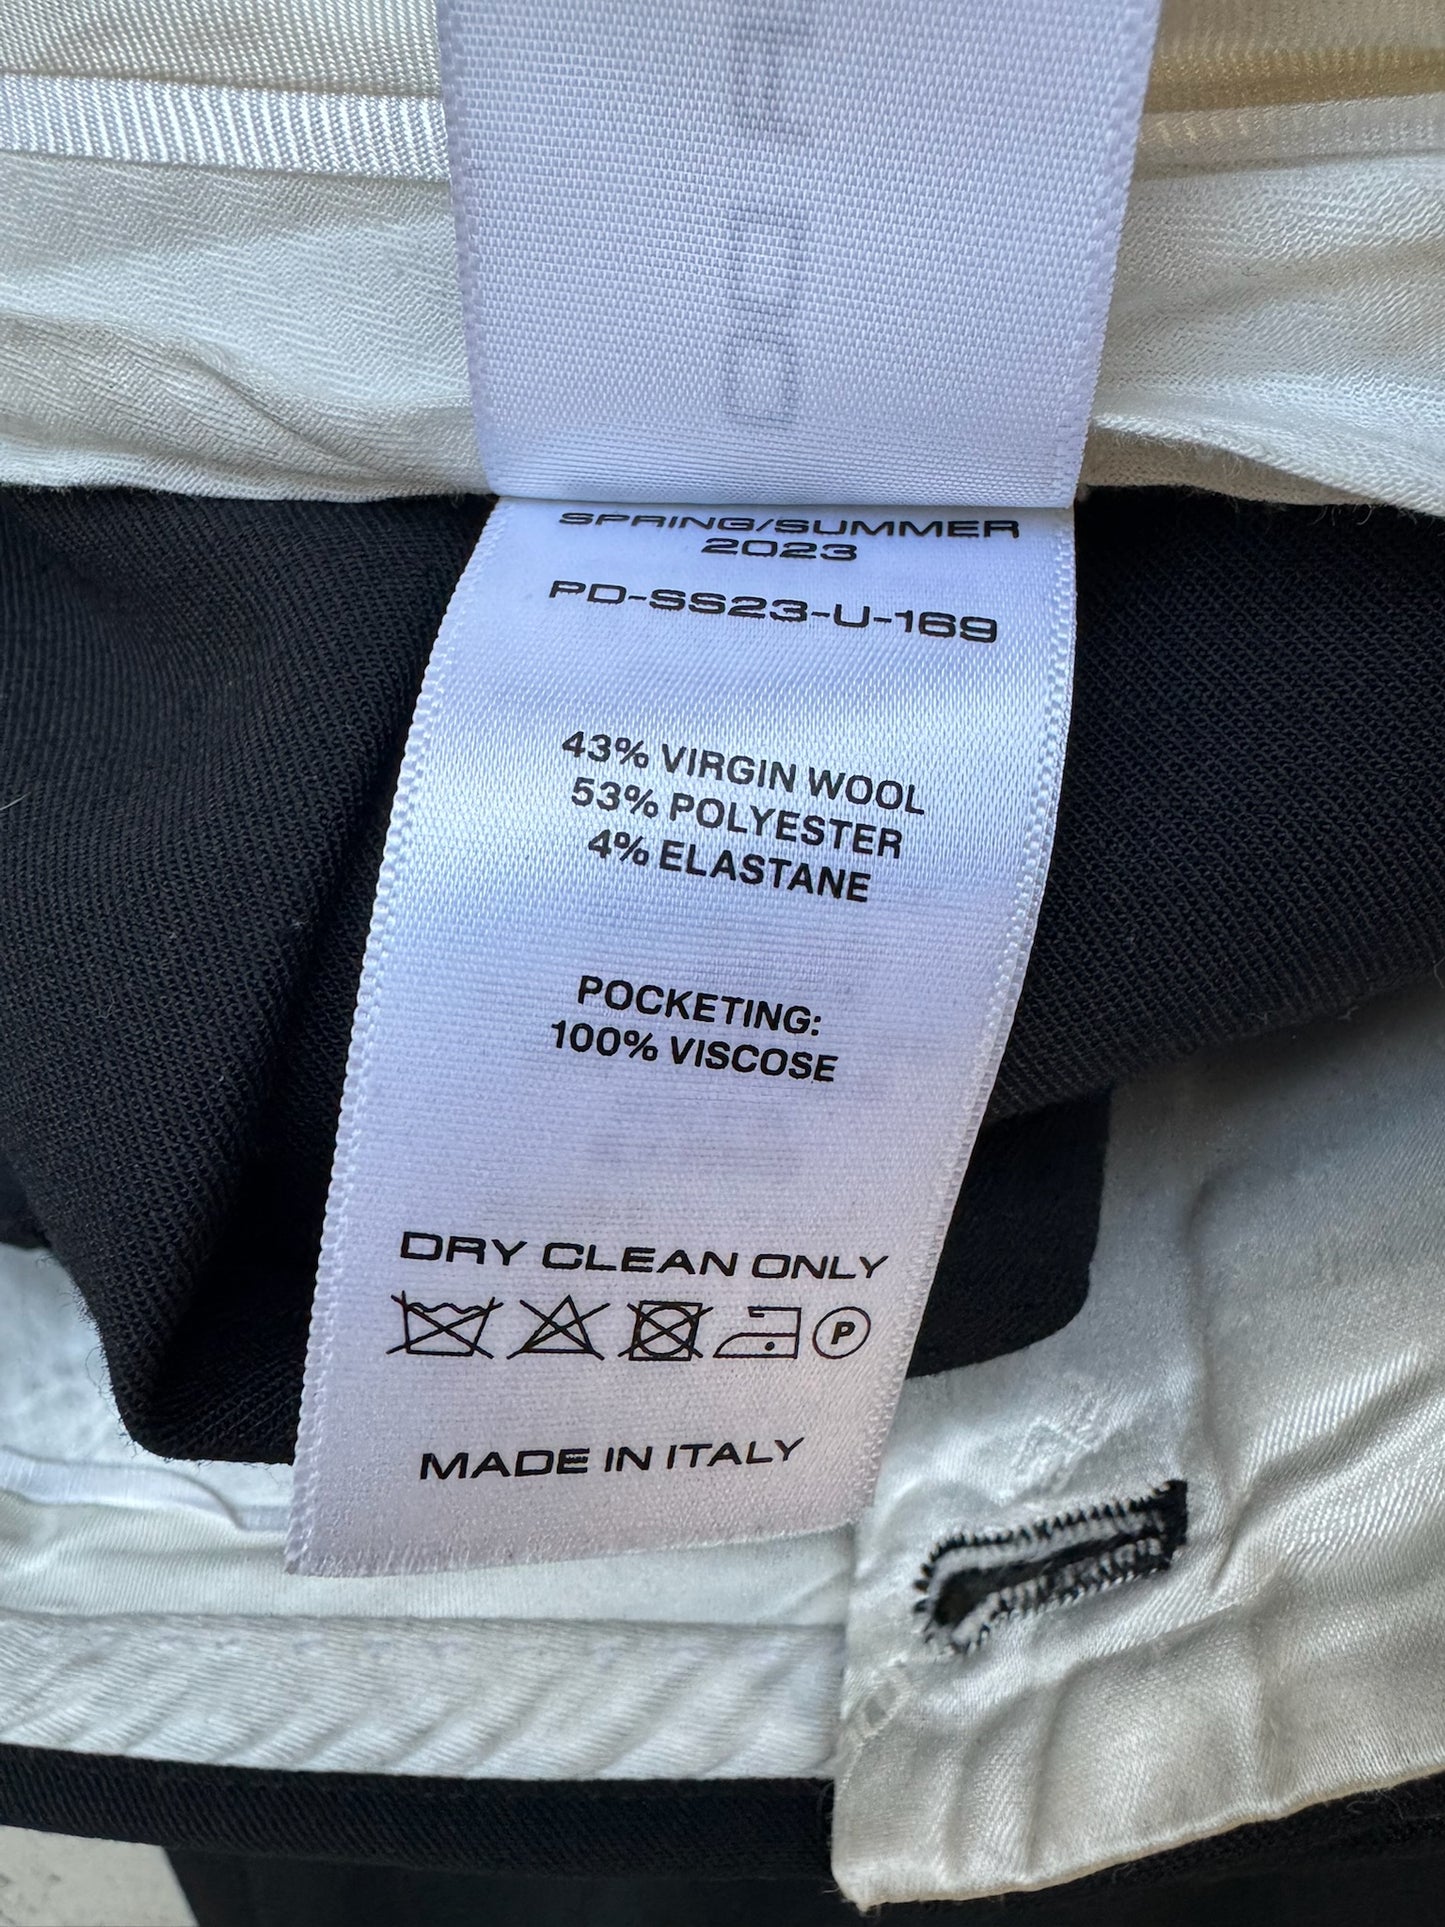 SPRING/SUMMER
2023
PD-SS23-U-169
43% VIRGIN WOOL
53% POLYESTER
4% ELASTANE
POCKETING:
100% VISCOSE
DRY CLEAN ONLY
P
MADE IN ITALY